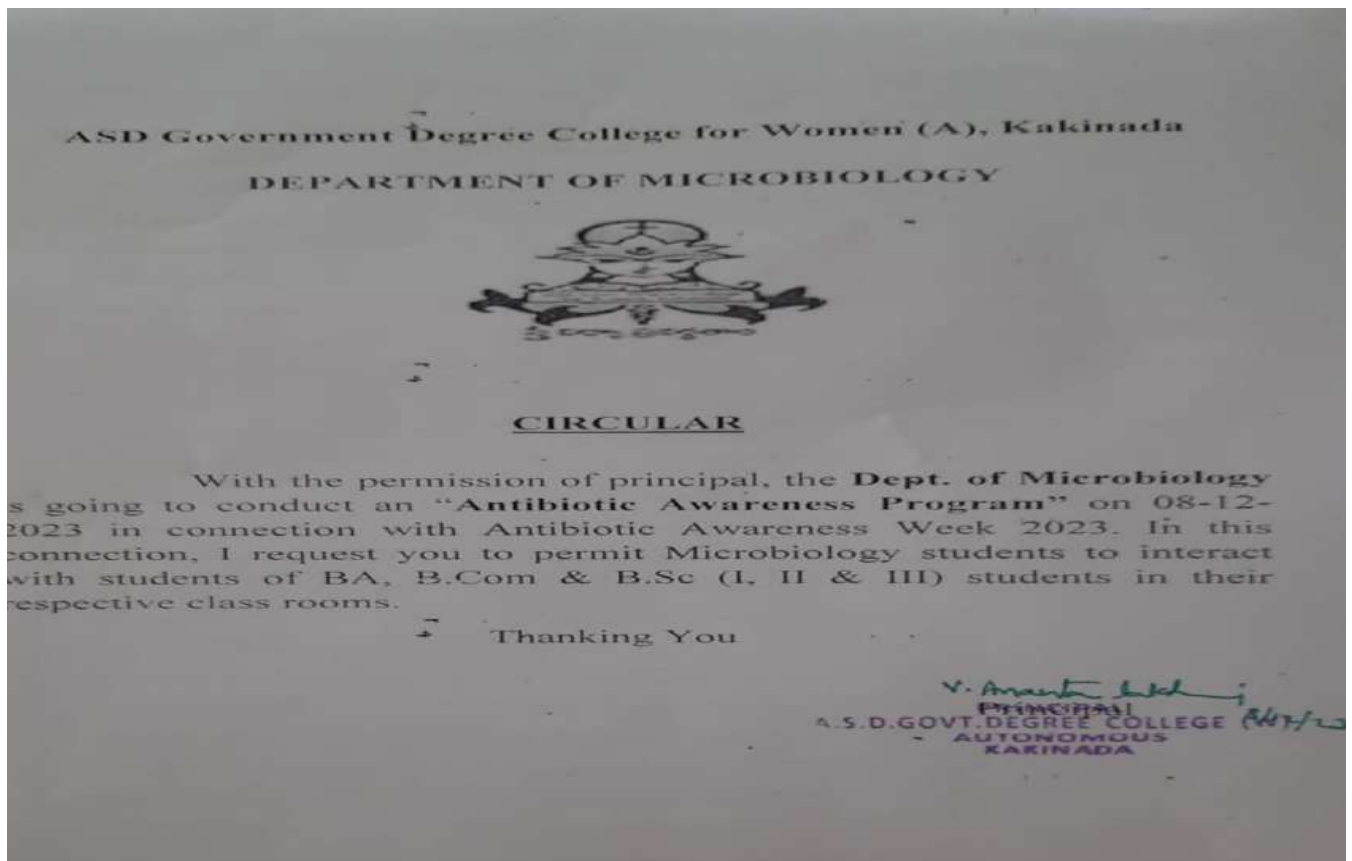 ASD Government Degree College for Women (A), Kakinada
DEPARTMENT OF MICROBIOLOGY
CIRCULAR
With the permission of principal, the Dept. of Microbiology
s going to conduct an “Antibiotic Awareness Program” on 08-12-
2023 in connection with Antibiotic Awareness Week 2023. In this
connection, I request you to permit Microbiology students to interact
with students of BA, B.Com & B.Sc (I, II & III) students in their
respective class rooms.
Thanking You
V.
Principal
PRINCIPAL
A.S.D.GOVT.DEGREE COLLEGE
AUTONOMOUS
KAKINADA